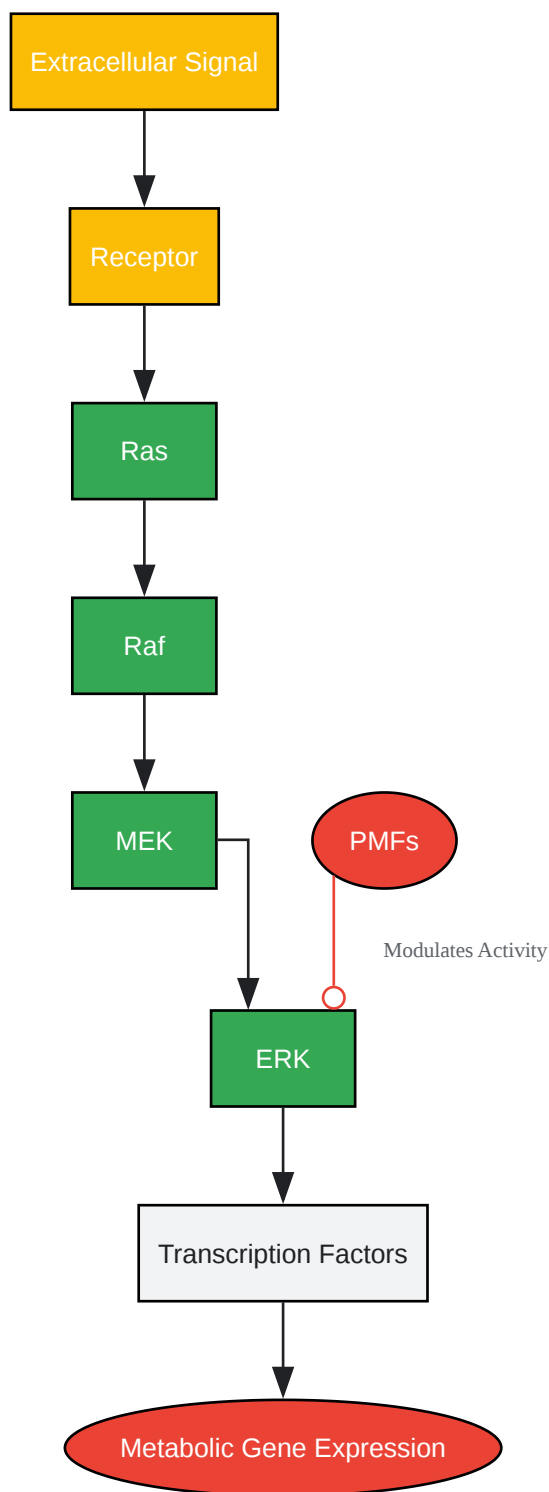 Extracellular Signal
Receptor
Ras
Raf
MEK
PMFs
Modulates Activity
ERK
Transcription Factors
Metabolic Gene Expression